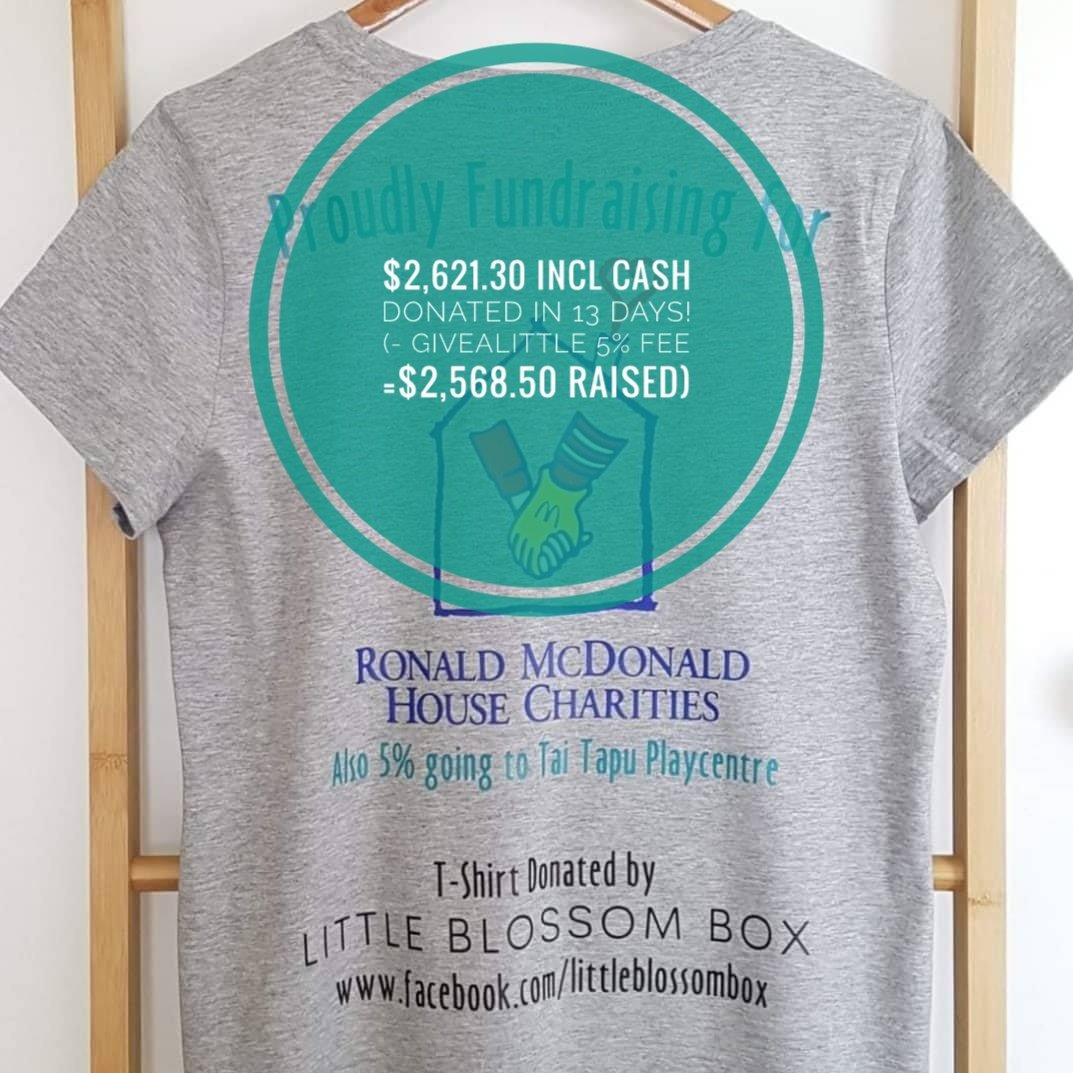 Proudly Fundraising for
$2,621.30 INCL CASH
DONATED IN 13 DAYS!
(- GIVEALITTLE 5% FEE
=$2,568.50 RAISED)
RONALD MCDONALD
HOUSE CHARITIES
Also 5% going to Tai Tapu Playcentre
T-Shirt Donated by
LITTLE BLOSSOM BOX
www.facebook.com/littleblossombox